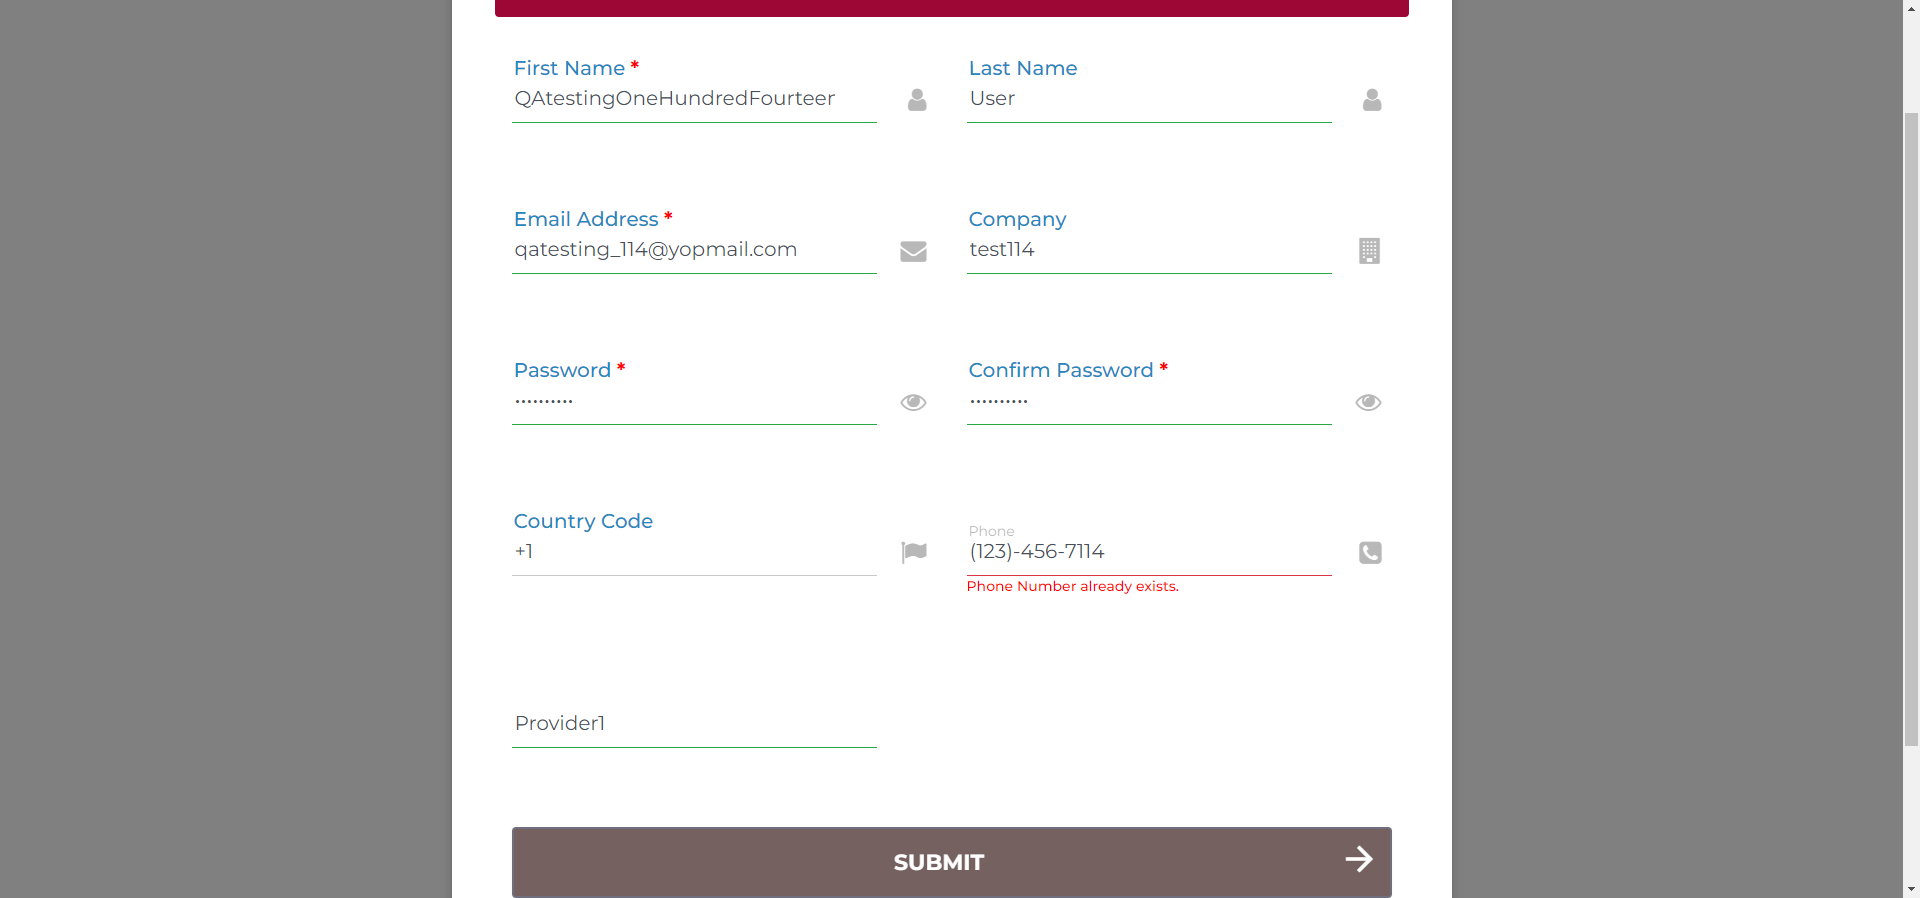 First Name *
QAtestingOneHundredFourteer
Last Name
User
Email Address *
qatesting_114@yopmail.com
Company
test114
Password *
••••••••••
Confirm Password *
••••••••••
Country Code
+1
Phone
(123)-456-7114
Phone Number already exists.
Provider1
SUBMIT